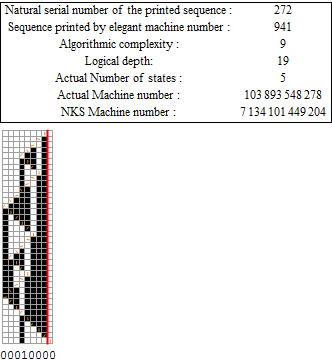 Natural serial number of the printed sequence : 272
Sequence printed by elegant machine number : 941
Algorithmic complexity : 9
Logical depth: 19
Actual Number of states : 5
Actual Machine number : 103 893 548 278
NKS Machine number : 7 134 101 449 204
00010000